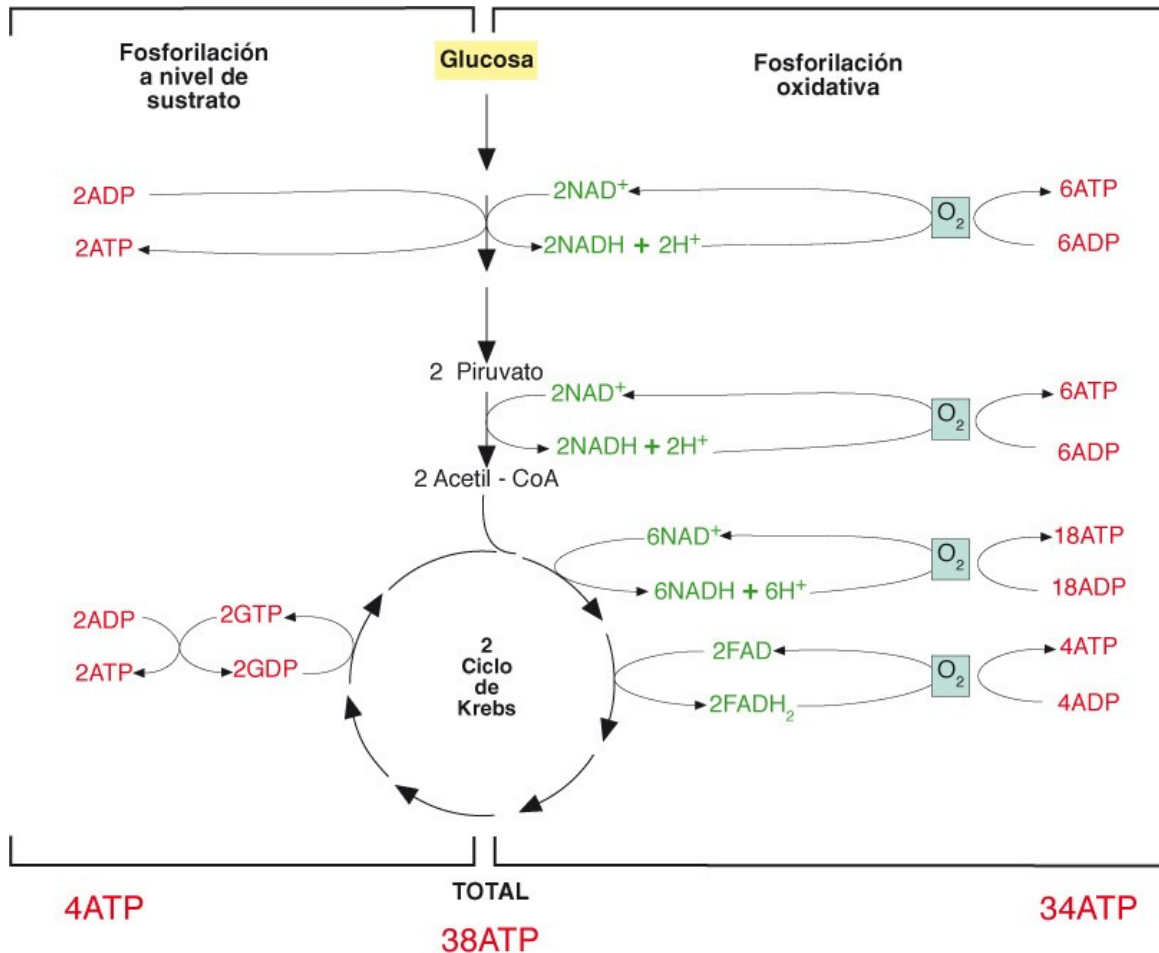 Fosforilación
a nivel de
sustrato
Glucosa
Fosforilación
oxidativa
2ADP
2NAD+
O2
6ATP
2ATP
2NADH + 2H+
6ADP
2 Piruvato
2NAD+
O2
6ATP
2NADH + 2H+
6ADP
2 Acetil - CoA
6NAD+
O2
18ATP
6NADH + 6H+
18ADP
2ADP
2GTP
2
Ciclo
de
Krebs
2FAD
O2
4ATP
2ATP
2GDP
2FADH2
4ADP
4ATP
TOTAL
38ATP
34ATP